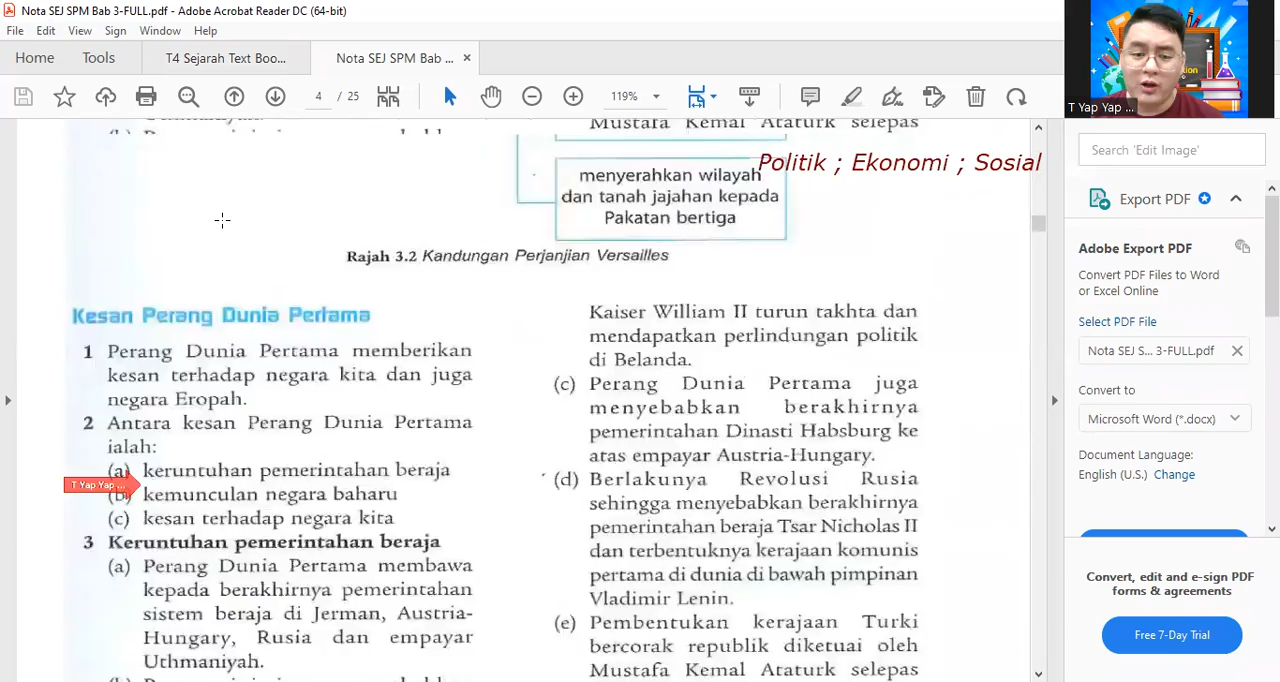 Nota SEJ SPM Bab 3-FULL.pdf - Adobe Acrobat Reader DC (64-bit)
File Edit View Sign Window Help
Home Tools T4 Sejarah Text Boo... Nota SEJ SPM Bab ... ×
4 / 25 119%
T Yap Yap ...
Mustafa Kemal Ataturk selepas
Politik ; Ekonomi ; Sosial
menyerahkan wilayah
dan tanah jajahan kepada
Pakatan bertiga
Rajah 3.2 Kandungan Perjanjian Versailles
Kesan Perang Dunia Pertama
1 Perang Dunia Pertama memberikan
kesan terhadap negara kita dan juga
negara Eropah.
2 Antara kesan Perang Dunia Pertama
ialah:
(a) keruntuhan pemerintahan beraja
T Yap Yap ...
(b) kemunculan negara baharu
(c) kesan terhadap negara kita
3 Keruntuhan pemerintahan beraja
(a) Perang Dunia Pertama membawa
kepada berakhirnya pemerintahan
sistem beraja di Jerman, Austria-
Hungary, Rusia dan empayar
Uthmaniyah.
Kaiser William II turun takhta dan
mendapatkan perlindungan politik
di Belanda.
(c) Perang Dunia Pertama juga
menyebabkan berakhirnya
pemerintahan Dinasti Habsburg ke
atas empayar Austria-Hungary.
(d) Berlakunya Revolusi Rusia
sehingga menyebabkan berakhirnya
pemerintahan beraja Tsar Nicholas II
dan terbentuknya kerajaan komunis
pertama di dunia di bawah pimpinan
Vladimir Lenin.
(e) Pembentukan kerajaan Turki
bercorak republik diketuai oleh
Mustafa Kemal Ataturk selepas
Search 'Edit Image'
Export PDF
Adobe Export PDF
Convert PDF Files to Word
or Excel Online
Select PDF File
Nota SEJ S... 3-FULL.pdf
Convert to
Microsoft Word (*.docx)
Document Language:
English (U.S.) Change
Convert, edit and e-sign PDF
forms & agreements
Free 7-Day Trial